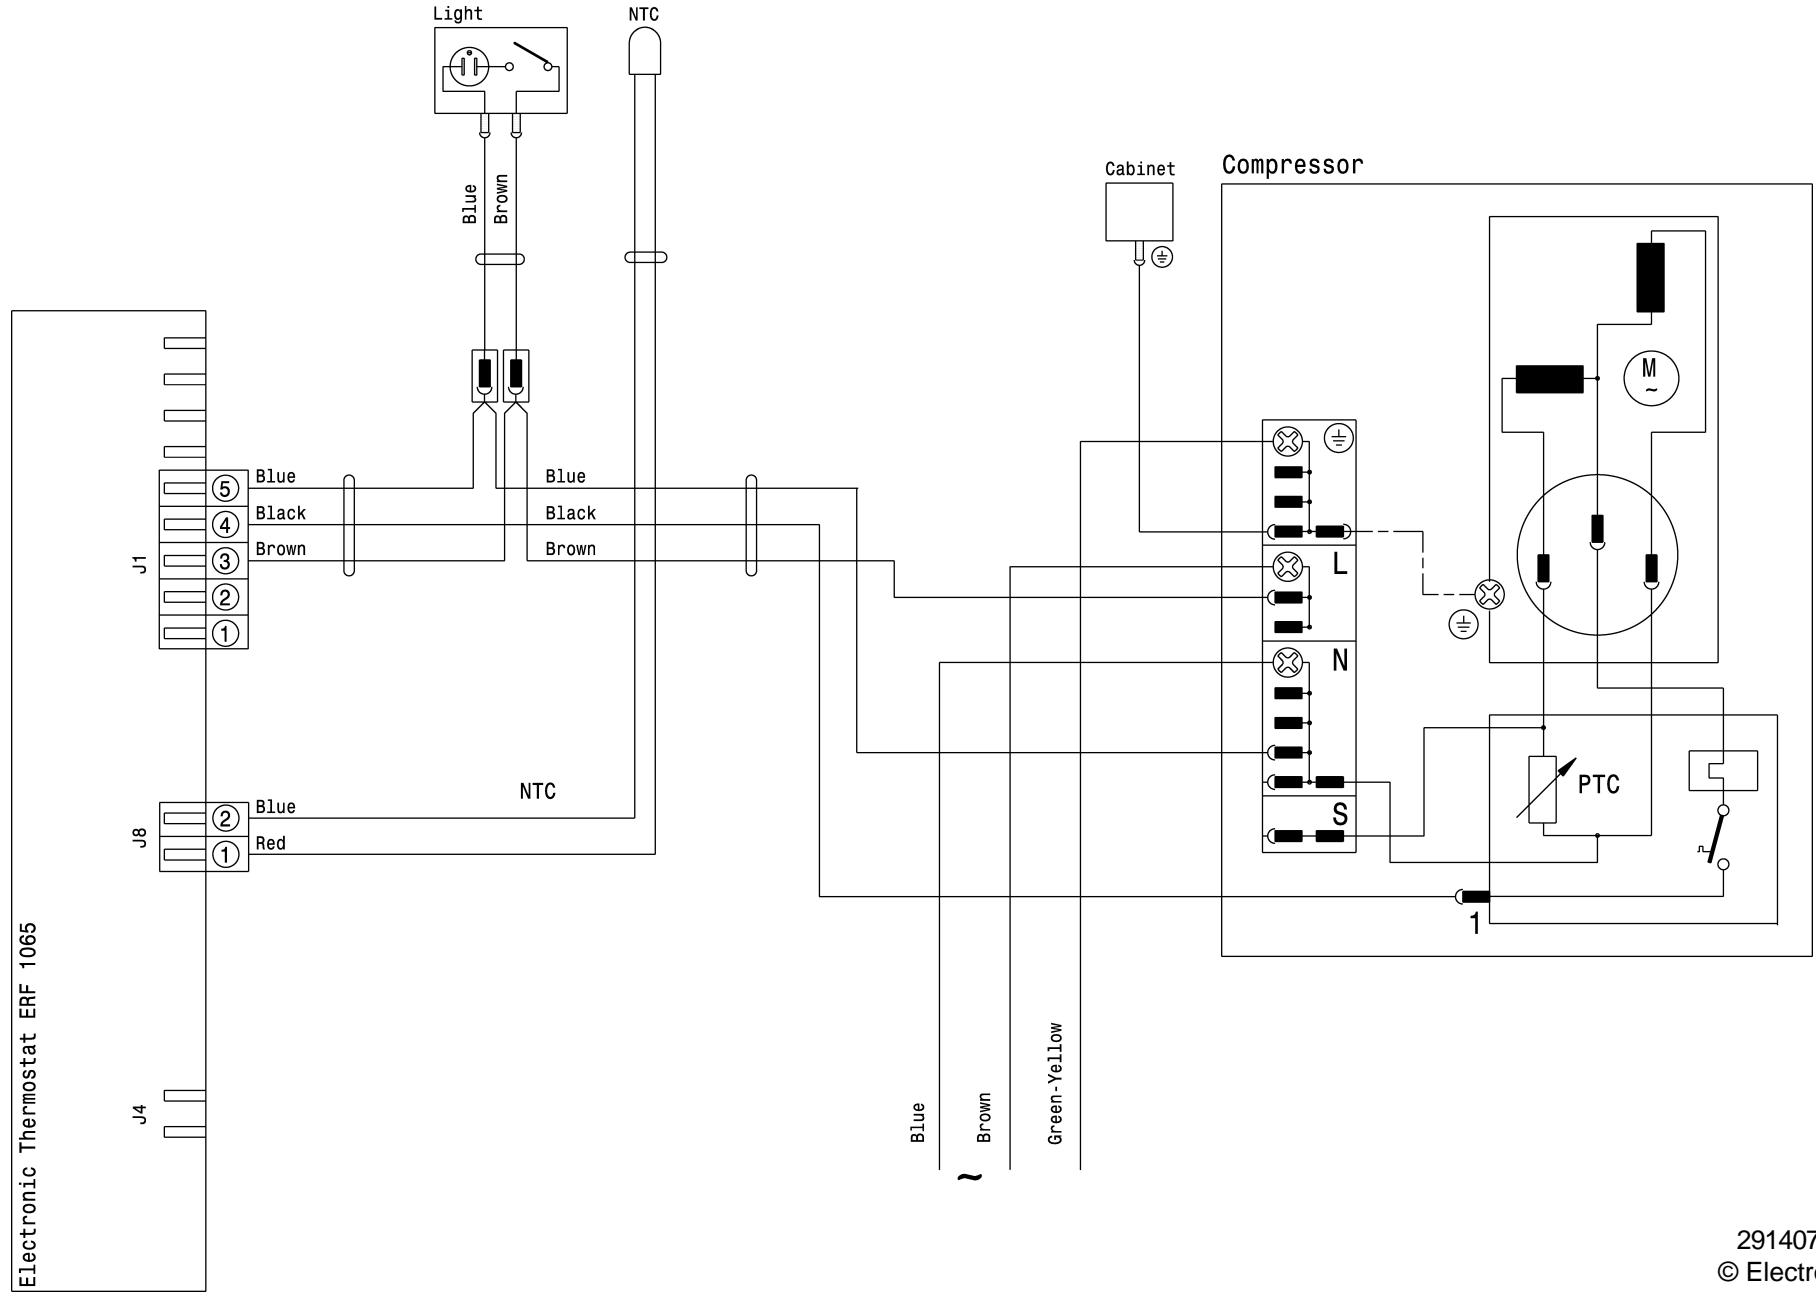 Light
NTC
Blue
Brown
Cabinet
Compressor
M
~
5
Blue
Blue
4
Black
Black
3
Brown
Brown
2
1
J1
L
N
S
PTC
1
NTC
2
Blue
1
Red
J8
J4
Electronic Thermostat ERF 1065
Blue
Brown
Green-Yellow
~
291407
© Electr